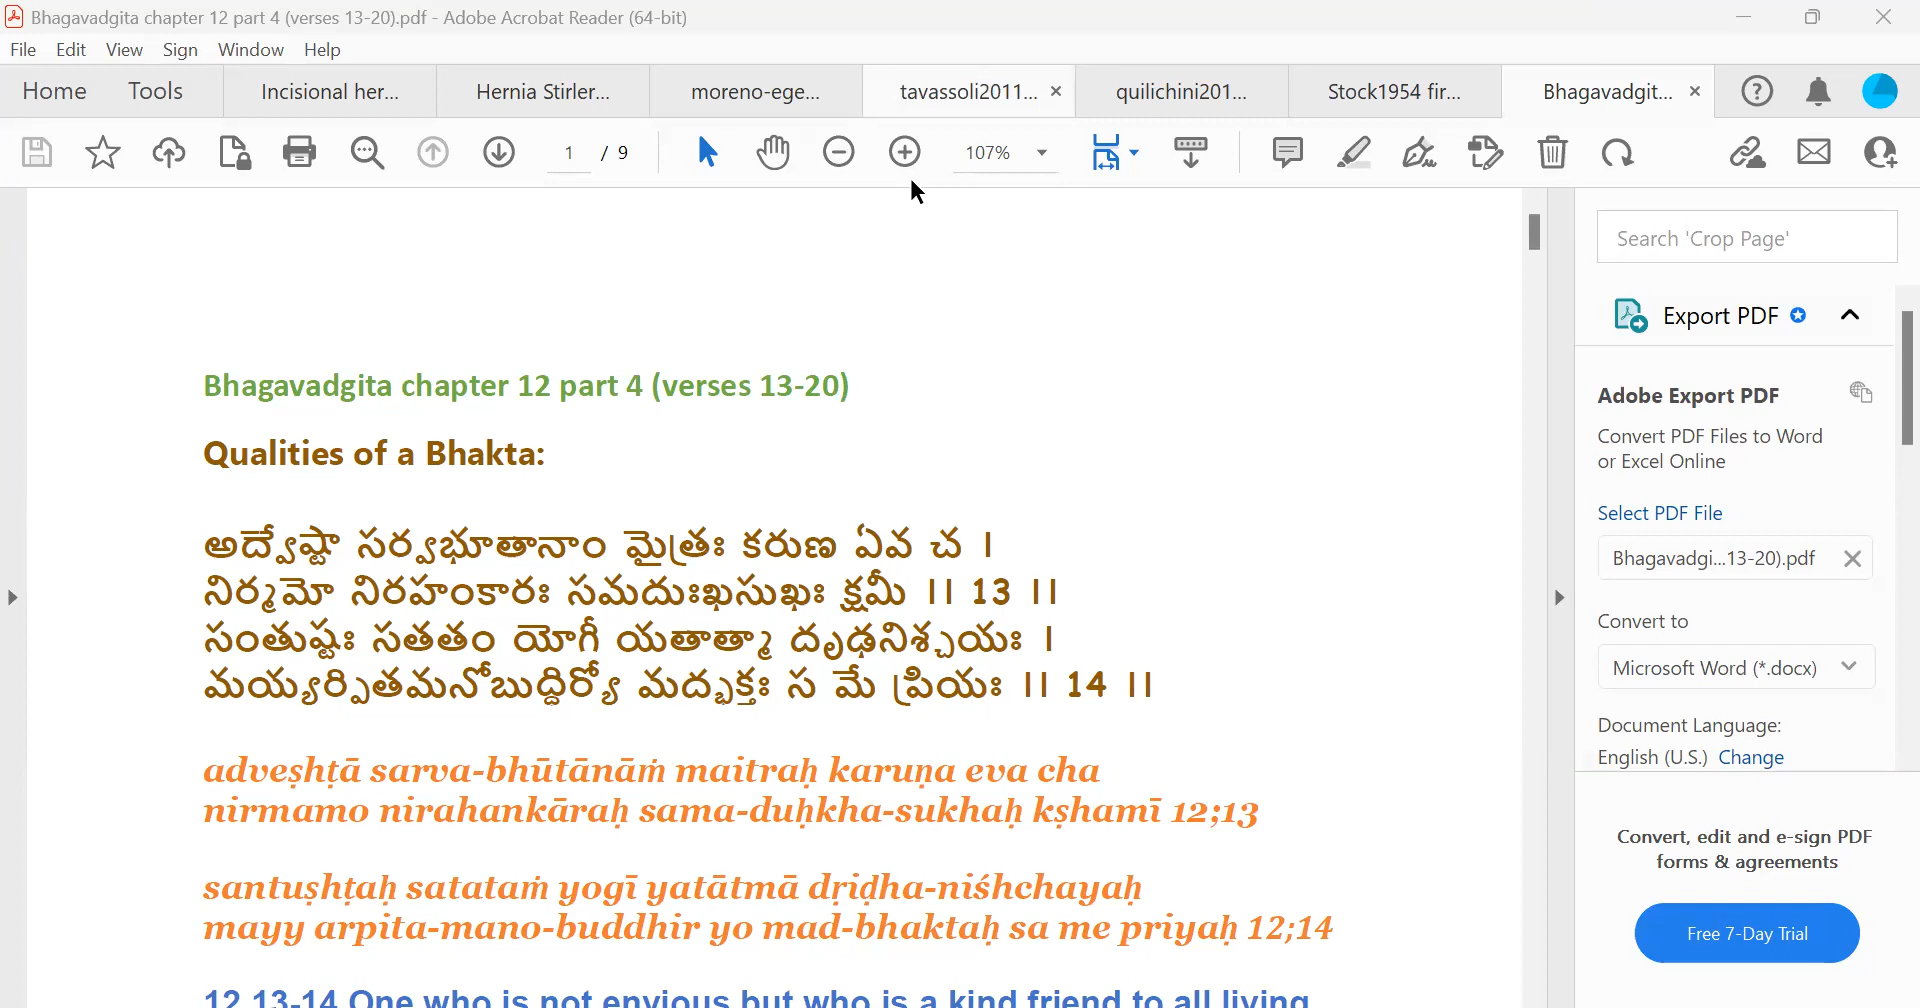 Bhagavadgita chapter 12 part 4 (verses 13-20).pdf - Adobe Acrobat Reader (64-bit)
File Edit View Sign Window Help
Home Tools Incisional her... Hernia Stirler... moreno-ege... tavassoli2011... quilichini201... Stock1954 fir... Bhagavadgit...
1 / 9 107%
Search 'Crop Page'
Export PDF
Adobe Export PDF
Convert PDF Files to Word
or Excel Online
Select PDF File
Bhagavadgi...13-20).pdf
Convert to
Microsoft Word (*.docx)
Document Language:
English (U.S.) Change
Convert, edit and e-sign PDF
forms & agreements
Free 7-Day Trial
Bhagavadgita chapter 12 part 4 (verses 13-20)
Qualities of a Bhakta:
అద్వేష్టా సర్వభూతానాం మైత్రః కరుణ ఏవ చ ।
నిర్మమో నిరహంకారః సమదుఃఖసుఖః క్షమీ ।। 13 ।।
సంతుష్టః సతతం యోగీ యతాత్మా దృఢనిశ్చయః ।
మయ్యర్పితమనోబుద్ధిర్యో మద్భక్తః స మే ప్రియః ।। 14 ।।
adveṣhṭā sarva-bhūtānāṁ maitraḥ karuṇa eva cha
nirmamo nirahankāraḥ sama-duḥkha-sukhaḥ kṣhamī 12;13
santuṣhṭaḥ satataṁ yogī yatātmā dṛiḍha-niśhchayaḥ
mayy arpita-mano-buddhir yo mad-bhaktaḥ sa me priyaḥ 12;14
12.13-14 One who is not envious but who is a kind friend to all living